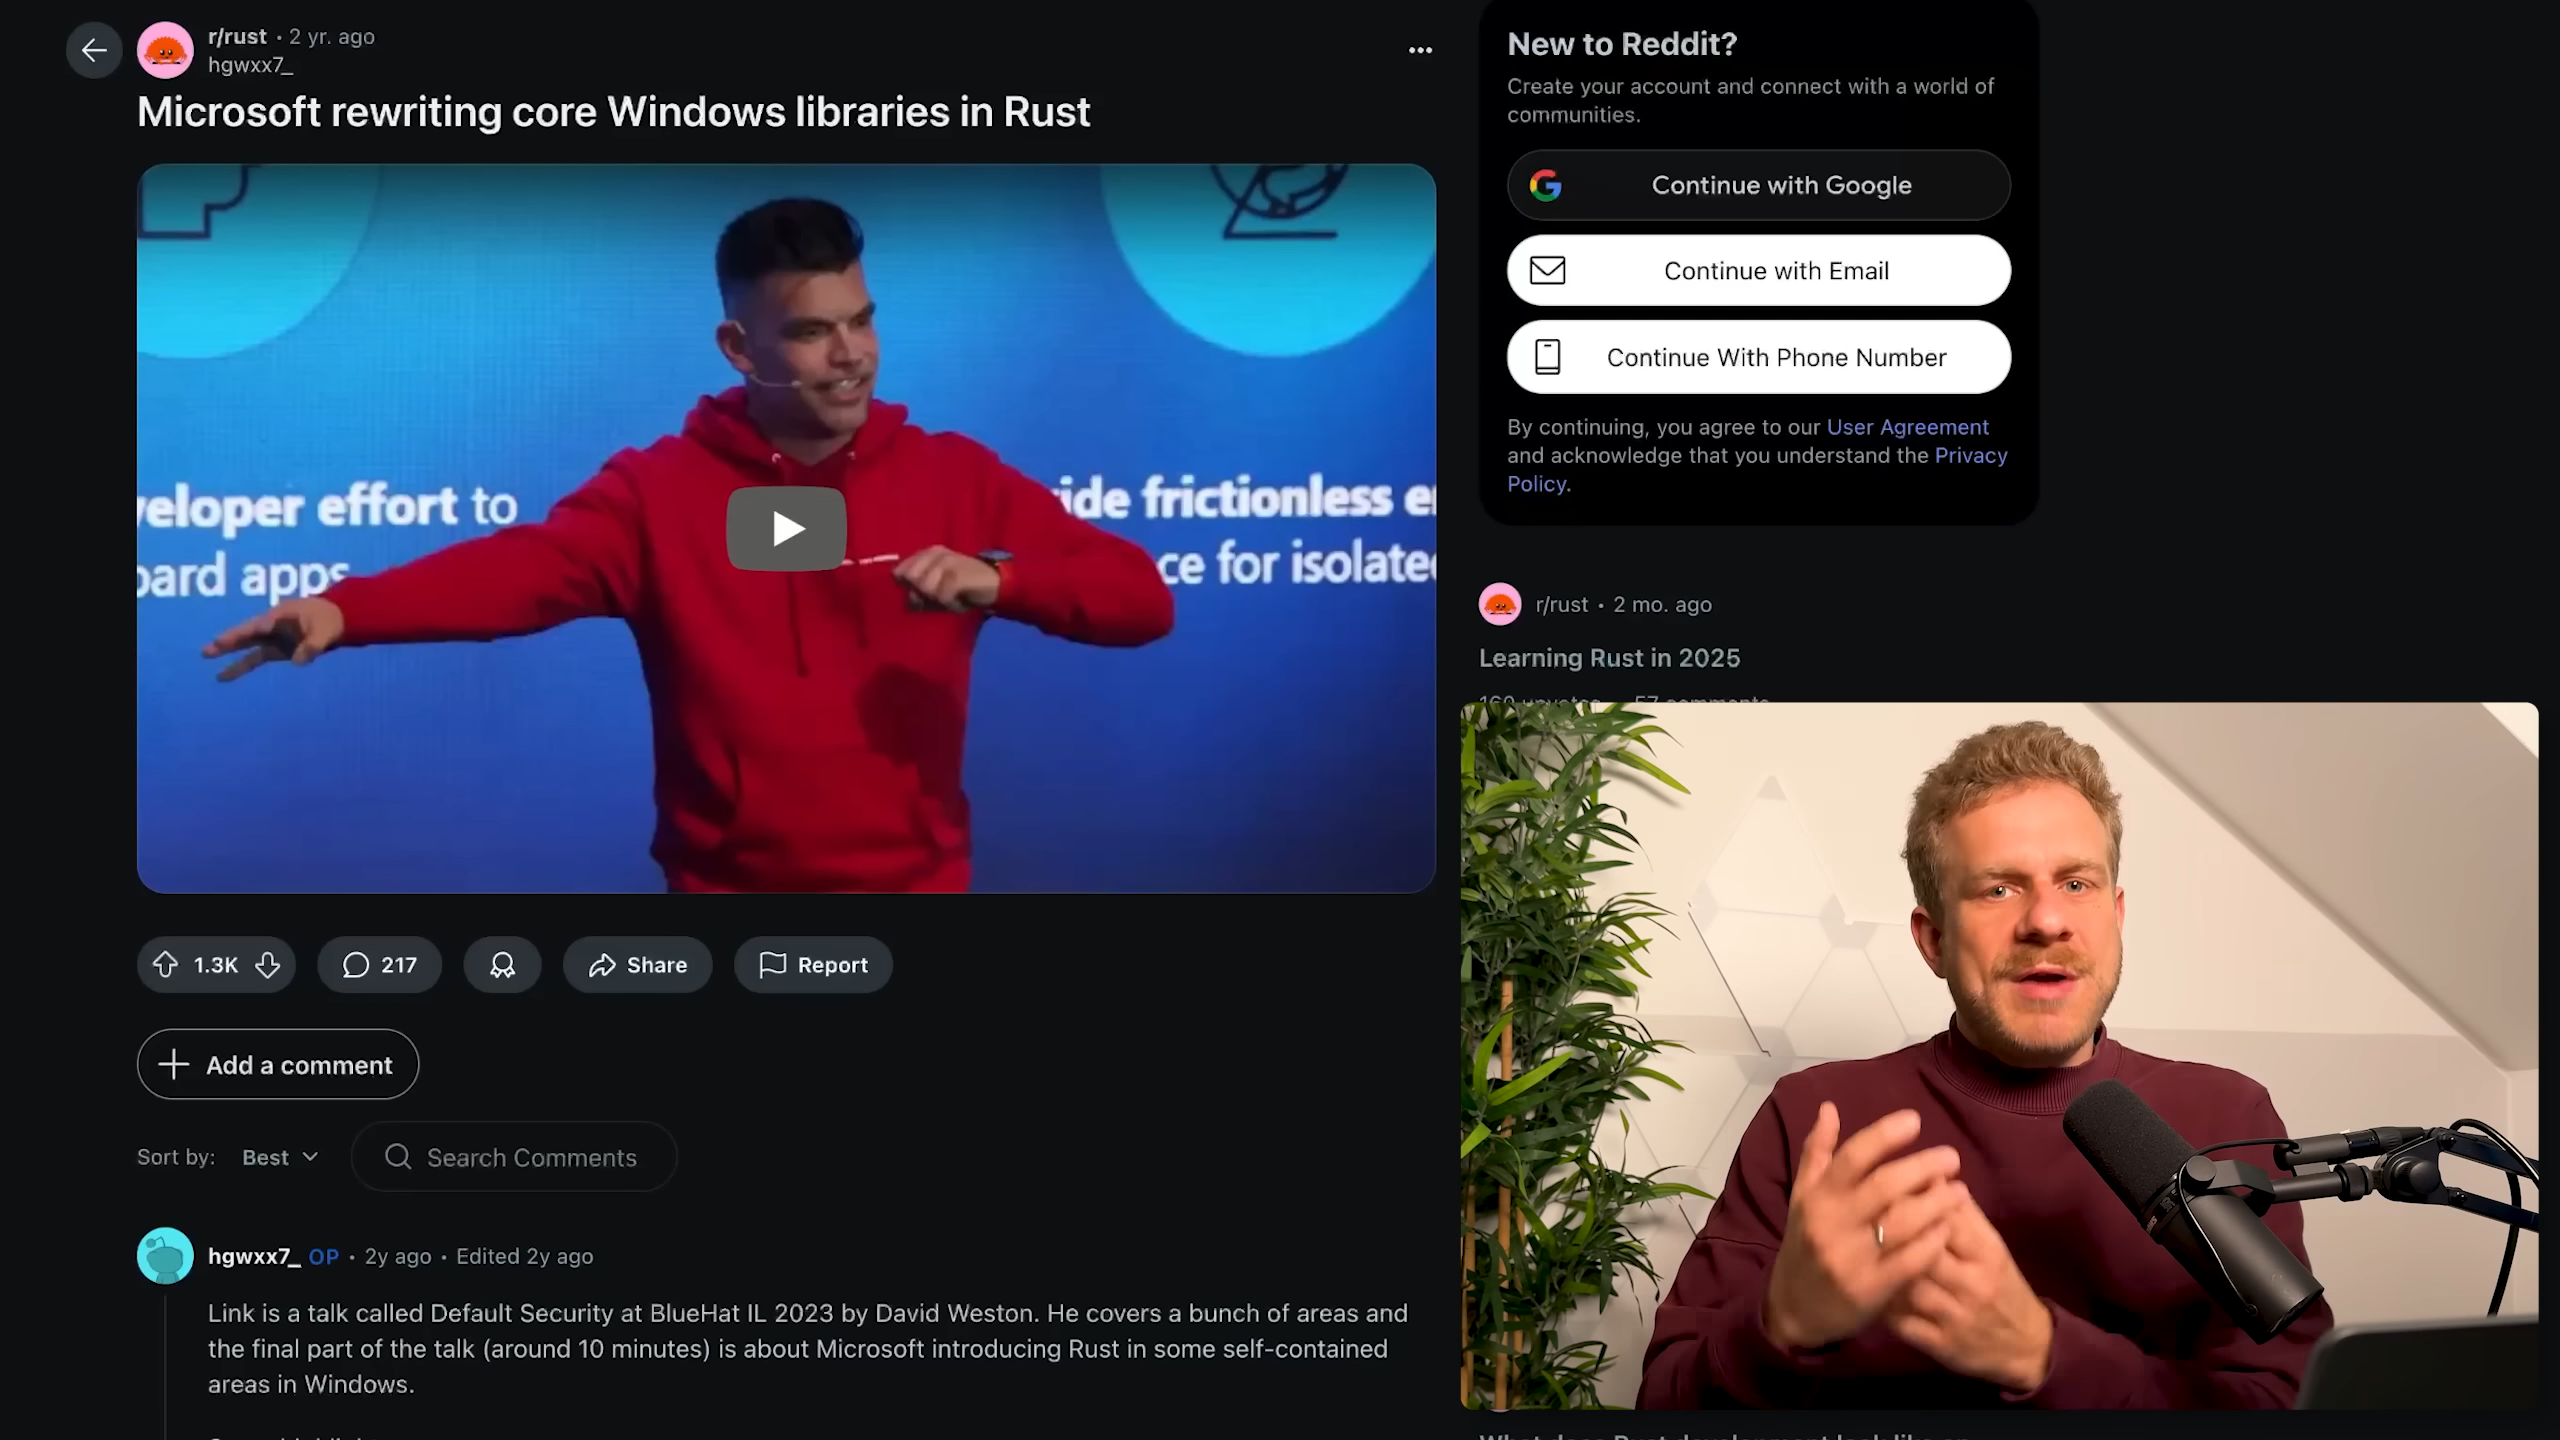 r/rust • 2 yr. ago
hgwxx7_
Microsoft rewriting core Windows libraries in Rust
veloper effort to
oard apps
ide frictionless e
ce for isolate
1.3K
217
Share
Report
Add a comment
Sort by: Best
Search Comments
hgwxx7_ OP • 2y ago • Edited 2y ago
Link is a talk called Default Security at BlueHat IL 2023 by David Weston. He covers a bunch of areas and
the final part of the talk (around 10 minutes) is about Microsoft introducing Rust in some self-contained
areas in Windows.
New to Reddit?
Create your account and connect with a world of
communities.
Continue with Google
Continue with Email
Continue With Phone Number
By continuing, you agree to our User Agreement
and acknowledge that you understand the Privacy
Policy.
r/rust • 2 mo. ago
Learning Rust in 2025